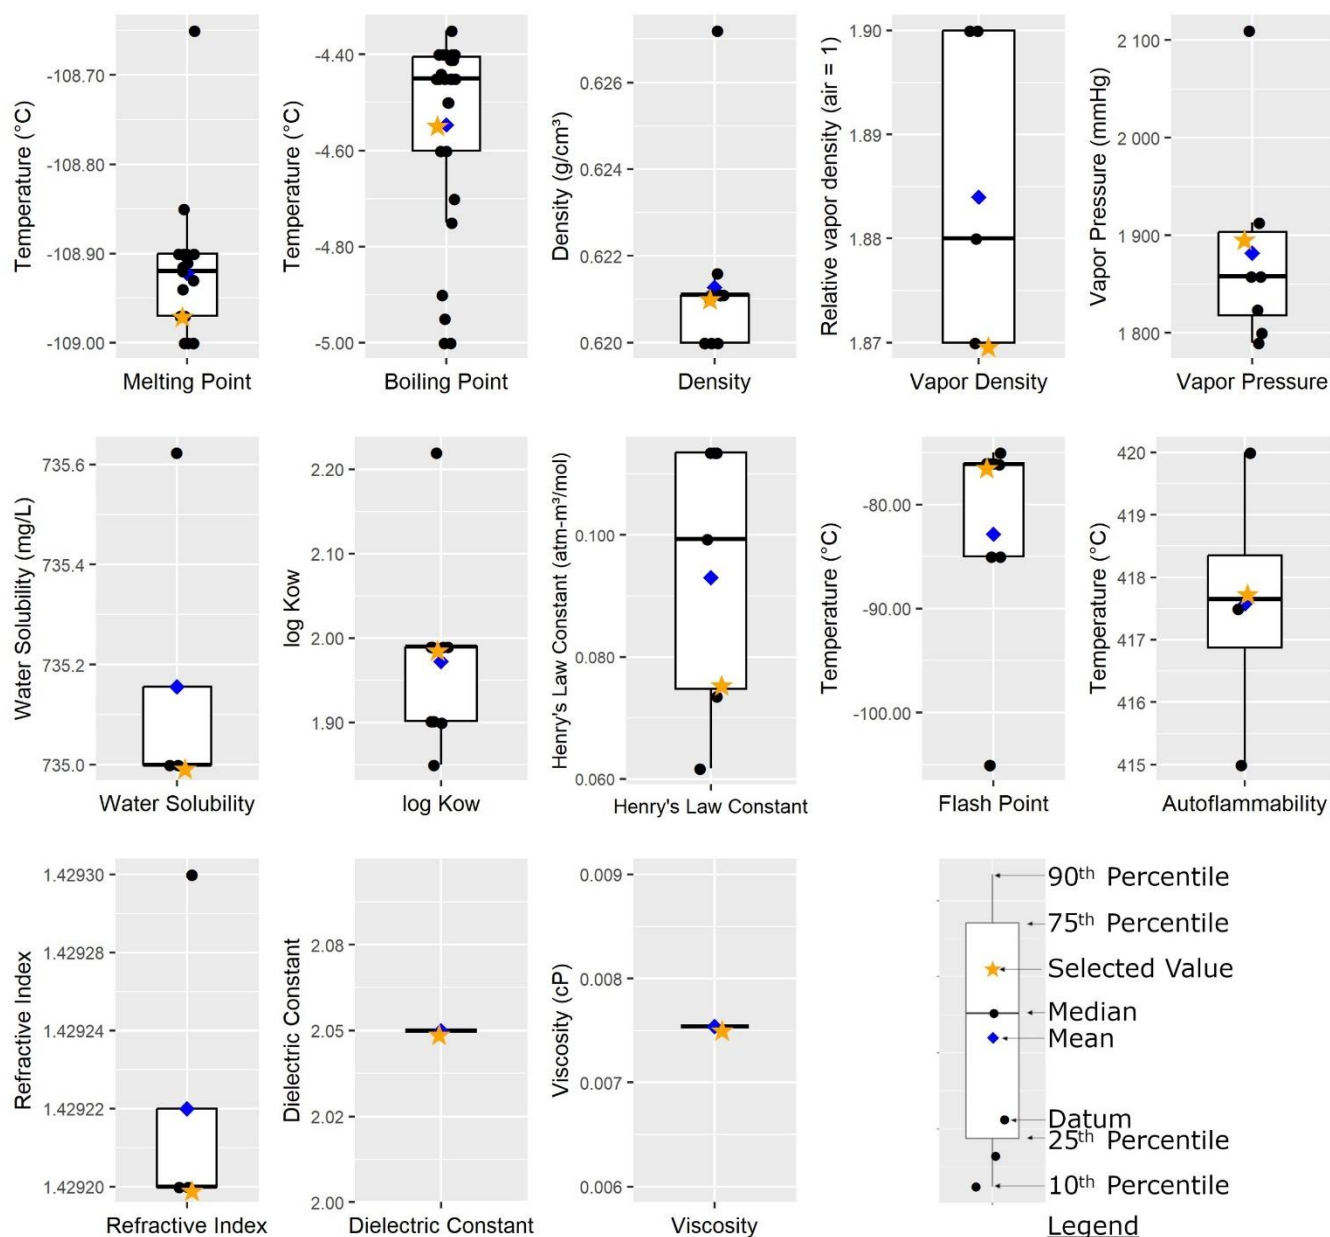 Temperature (°C)
-108.70
-108.80
-108.90
-109.00
Melting Point
Temperature (°C)
-4.40
-4.60
-4.80
-5.00
Boiling Point
Density (g/cm³)
0.626
0.624
0.622
0.620
Density
Relative vapor density (air = 1)
1.90
1.89
1.88
1.87
Vapor Density
Vapor Pressure (mmHg)
2 100
2 000
1 900
1 800
Vapor Pressure
Water Solubility (mg/L)
735.6
735.4
735.2
735.0
Water Solubility
log Kow
2.20
2.10
2.00
1.90
log Kow
Henry's Law Constant (atm-m³/mol)
0.100
0.080
0.060
Henry's Law Constant
Temperature (°C)
-80.00
-90.00
-100.00
Flash Point
Temperature (°C)
420
419
418
417
416
415
Autoflammability
Refractive Index
1.42930
1.42928
1.42924
1.42922
1.42920
Refractive Index
Dielectric Constant
2.08
2.05
2.02
2.00
Dielectric Constant
Viscosity (cP)
0.009
0.008
0.007
0.006
Viscosity
90th Percentile
75th Percentile
Selected Value
Median
Mean
Datum
25th Percentile
10th Percentile
Legend